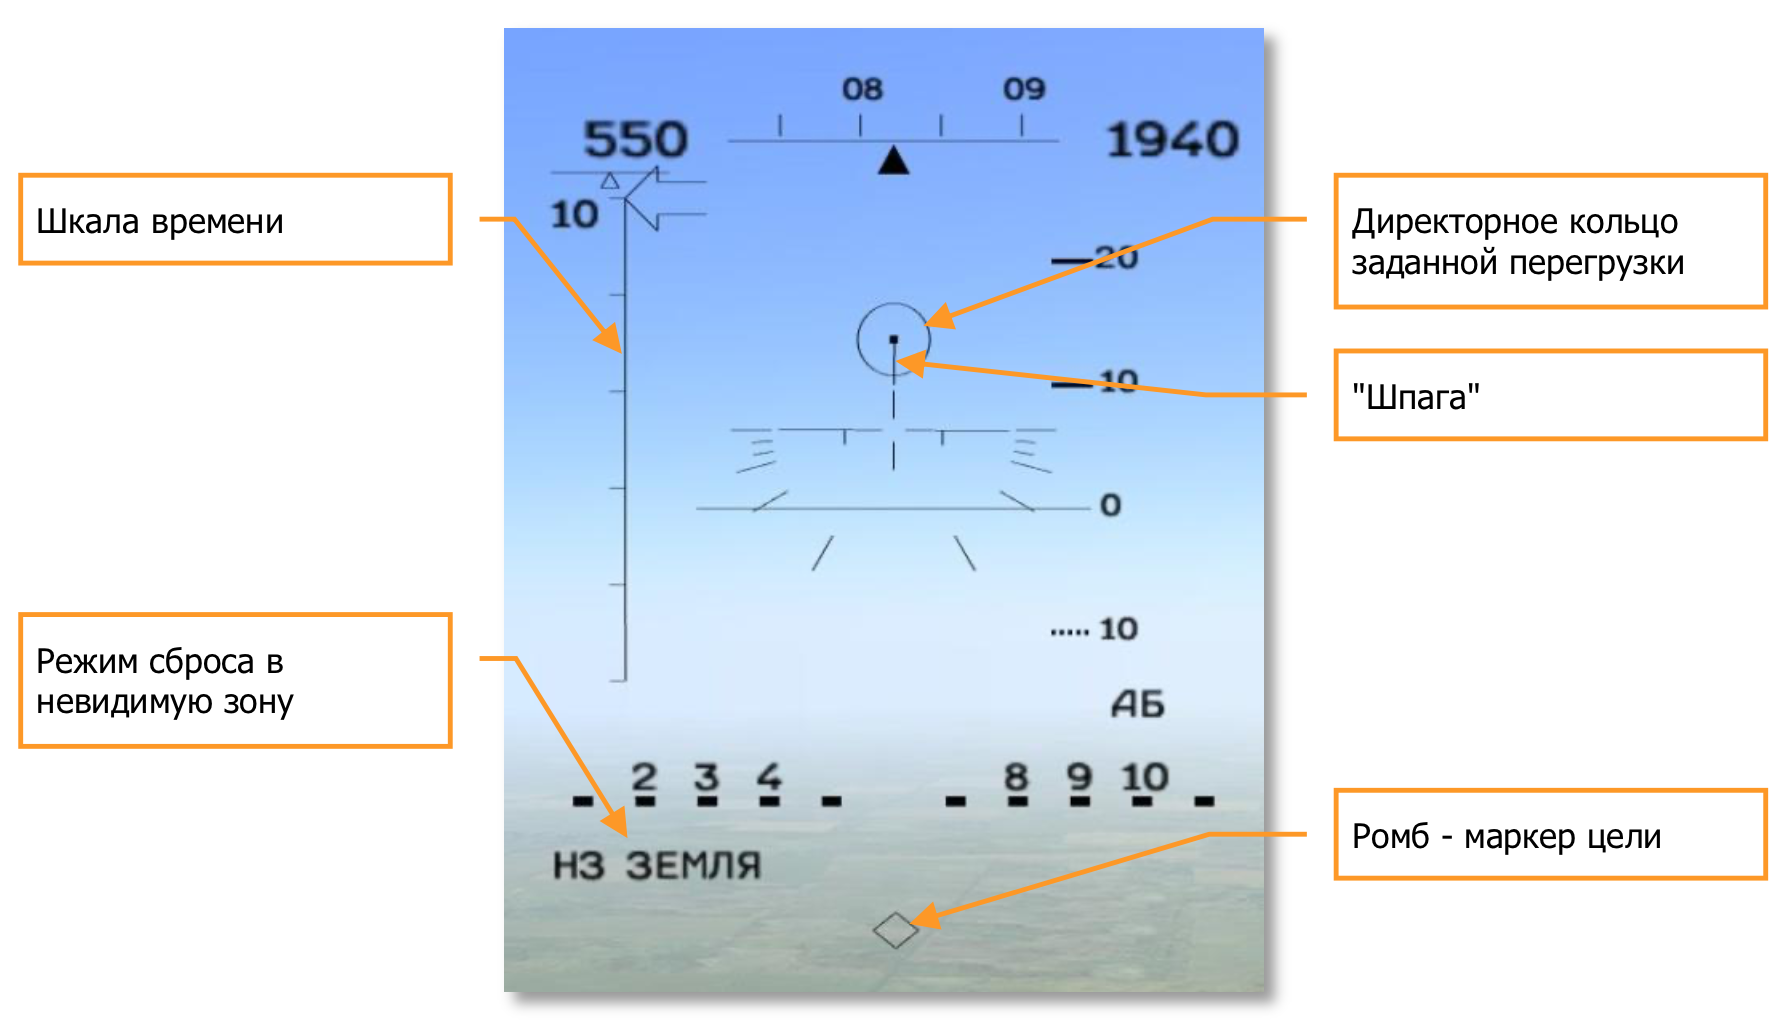 08 09
550 1940
Шкала времени
10
Директорное кольцо
заданной перегрузки
20
10
"Шпага"
0
10
Режим сброса в
невидимую зону
АБ
2 3 4 8 9 10
НЗ ЗЕМЛЯ
Ромб - маркер цели